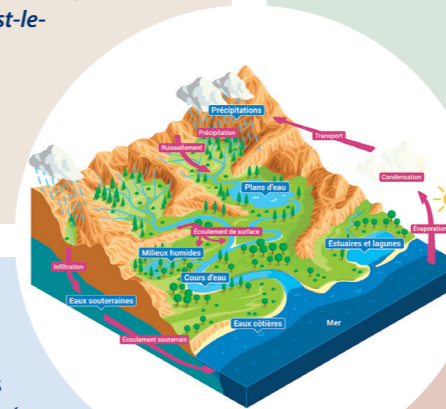 st-le-
Précipitations
Précipitation
Ruissellement
Transport
Condensation
Plans d'eau
Évaporation
Écoulement de surface
Estuaires et lagunes
Milieux humides
Infiltration
Cours d'eau
Eaux souterraines
Eaux côtières
Mer
Écoulement souterrain